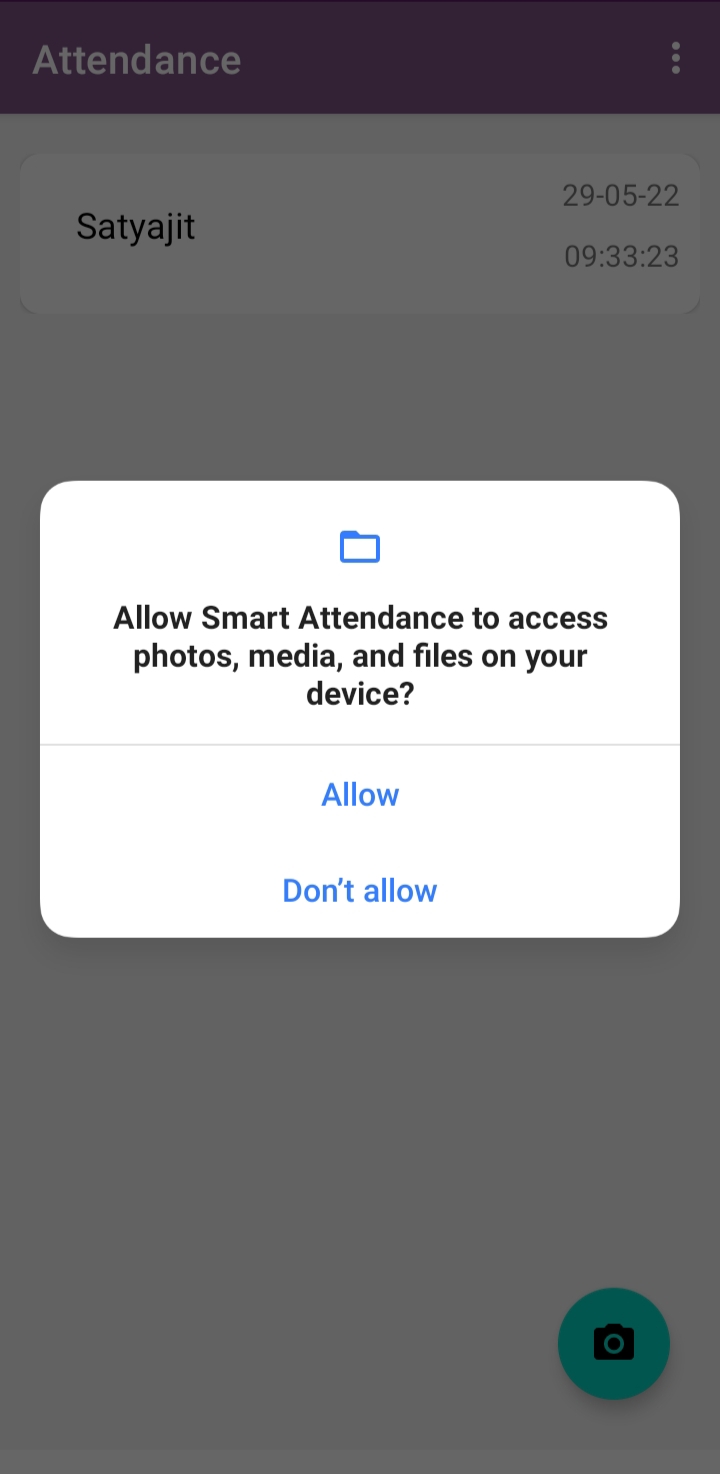 Attendance
Satyajit
29-05-22
09:33:23
Allow Smart Attendance to access
photos, media, and files on your
device?
Allow
Don’t allow